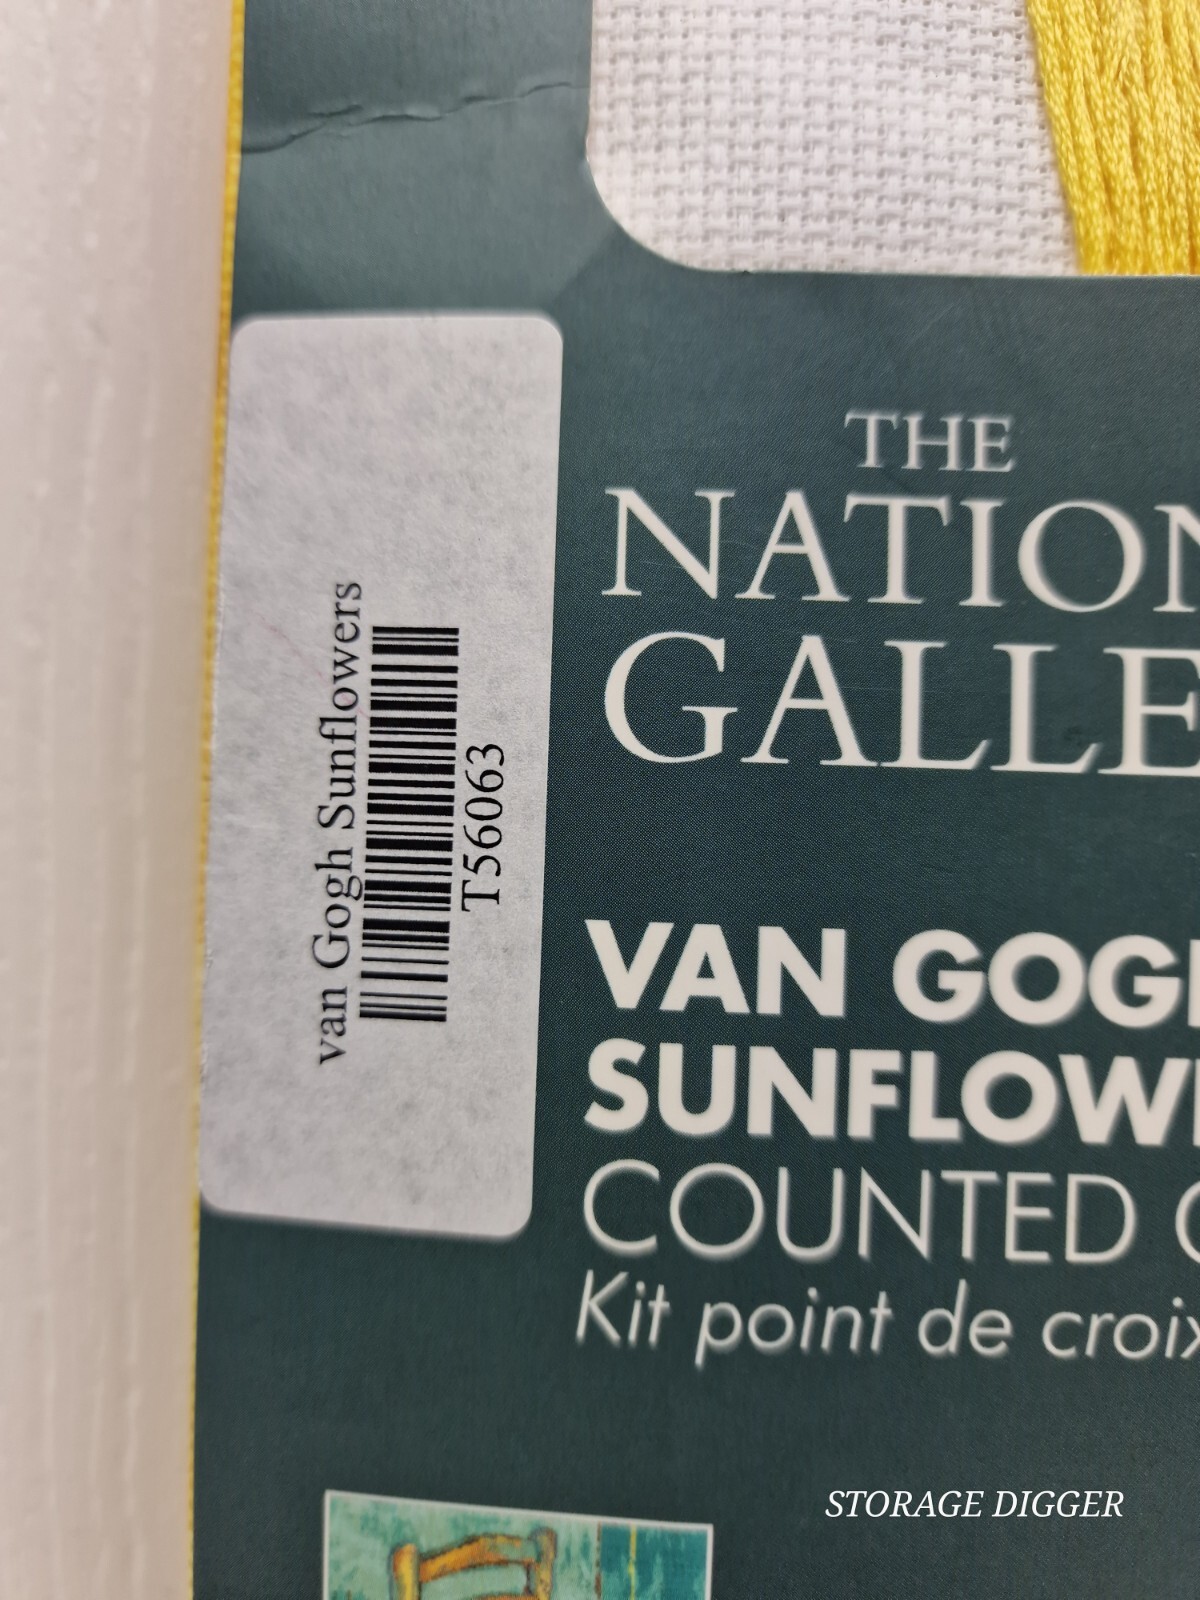 van Gogh Sunflowers
T56063
THE
NATION
GALLE
VAN GOGH
SUNFLOW
COUNTED C
Kit point de croix
STORAGE DIGGER